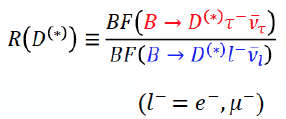 R(D⁽*⁾) ≡ BF(B → D⁽*⁾τ⁻ν̄_τ) / BF(B → D⁽*⁾l⁻ν̄_l)
(l⁻ = e⁻, μ⁻)